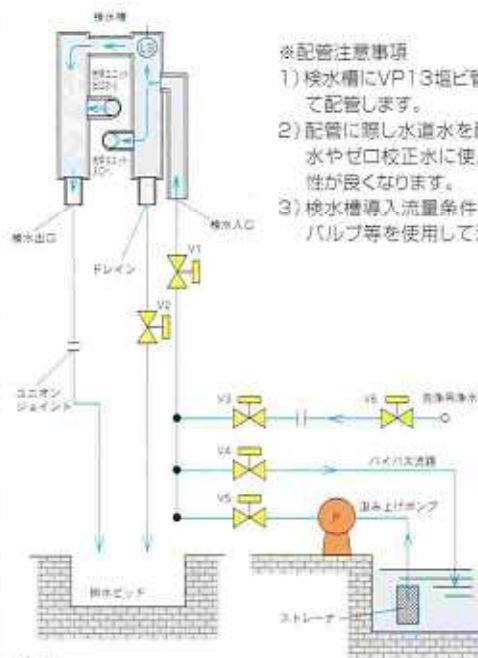 検水槽
LS
※配管注意事項
1）検水槽にVP13塩ビ管
て配管します。
2）配管に際し水道水を
水やゼロ校正水に使
性が良くなります。
3）検水槽導入流量条件
バルブ等を使用して
検水出口
ドレイン
検水入口
V1
V2
ユニオン
ジョイント
V3
V6
洗浄用浄水
V4
バイパス流路
V5
汲み上げポンプ
P
排水ピット
ストレーナー